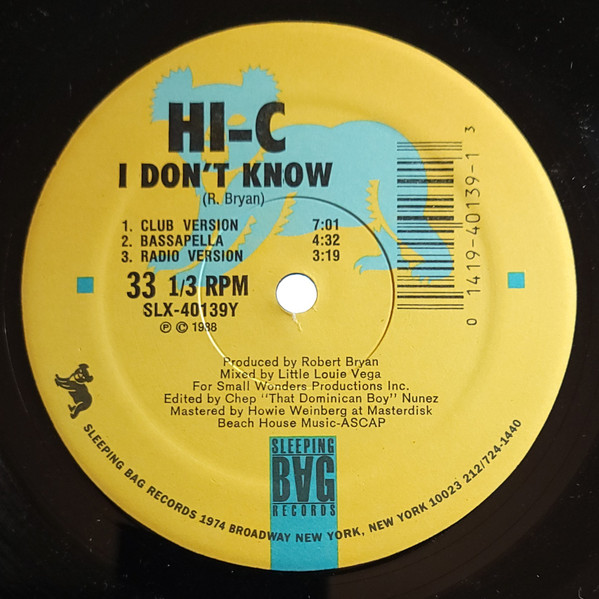 HI-C
I DON'T KNOW
(R. Bryan)
1. CLUB VERSION 7:01
2. BASSAPELLA 4:32
3. RADIO VERSION 3:19
33 1/3 RPM
SLX-40139Y
℗ © 1988
0 1419-40139-1 3
Produced by Robert Bryan
Mixed by Little Louie Vega
For Small Wonders Productions Inc.
Edited by Chep "That Dominican Boy" Nunez
Mastered by Howie Weinberg at Masterdisk
Beach House Music-ASCAP
SLEEPING
BAG
RECORDS
SLEEPING BAG RECORDS 1974 BROADWAY NEW YORK, NEW YORK 10023 212/724-1440